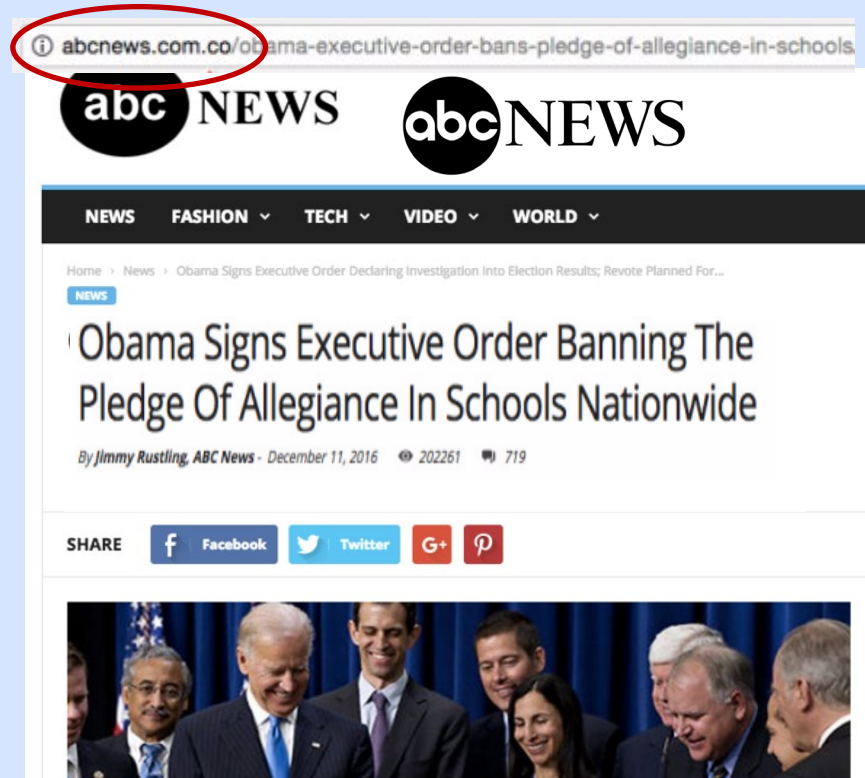 abcnews.com.co/obama-executive-order-bans-pledge-of-allegiance-in-schools
abc NEWS
abc NEWS
NEWS FASHION TECH VIDEO WORLD
Home › News › Obama Signs Executive Order Declaring Investigation Into Election Results; Revote Planned For...
NEWS
Obama Signs Executive Order Banning The
Pledge Of Allegiance In Schools Nationwide
By Jimmy Rustling, ABC News - December 11, 2016 202261 719
SHARE f Facebook Twitter G+